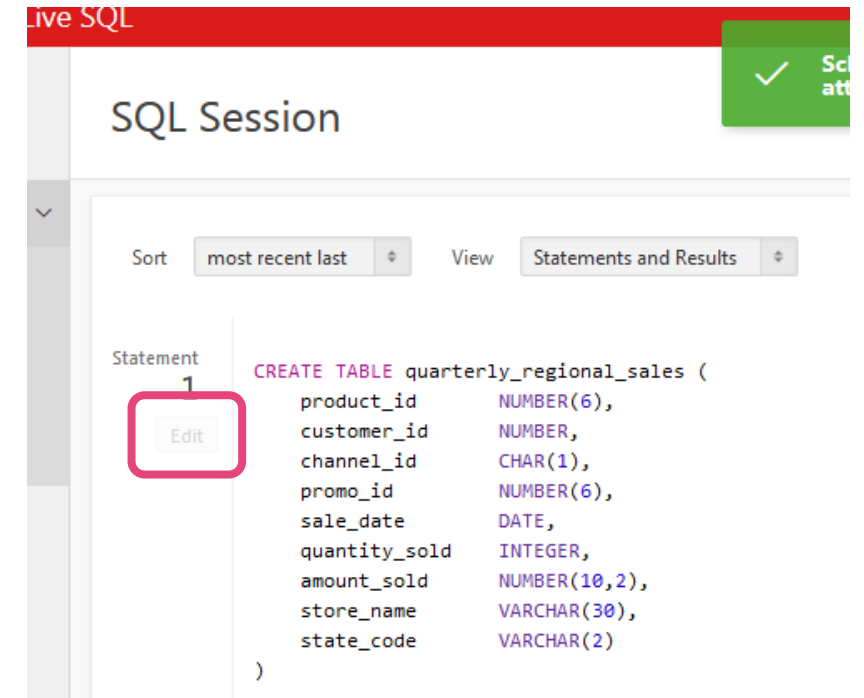 Live SQL
SQL Session
Sort most recent last View Statements and Results
Statement
1
Edit
CREATE TABLE quarterly_regional_sales (
product_id NUMBER(6),
customer_id NUMBER,
channel_id CHAR(1),
promo_id NUMBER(6),
sale_date DATE,
quantity_sold INTEGER,
amount_sold NUMBER(10,2),
store_name VARCHAR(30),
state_code VARCHAR(2)
)